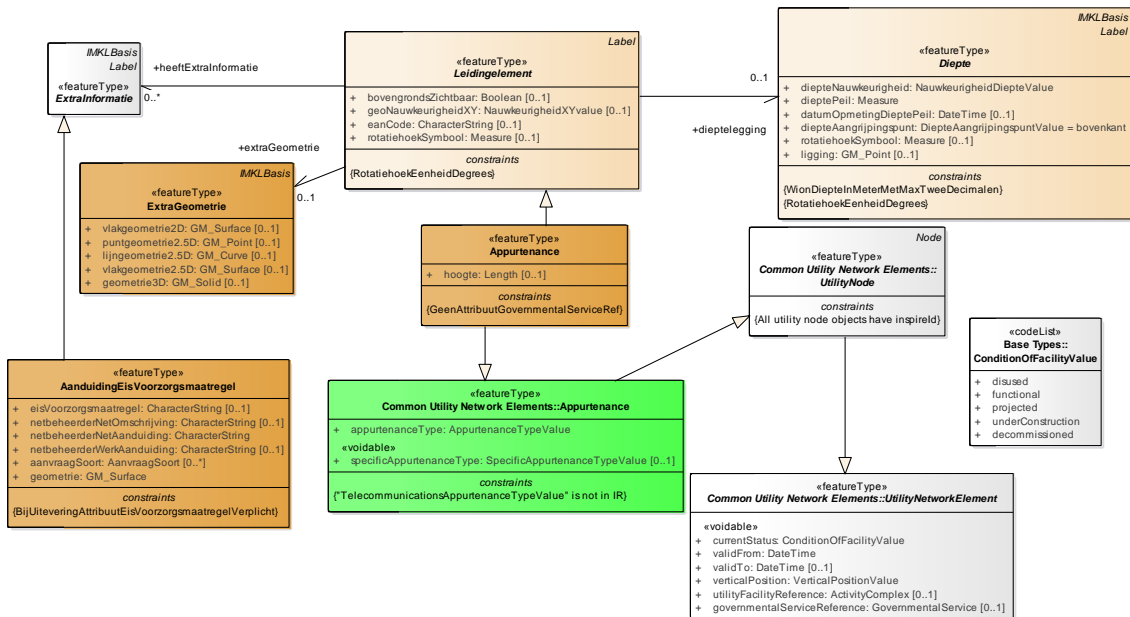 IMKLBasis
Label
«featureType»
ExtraInformatie
+heeftExtraInformatie
0..*
Label
«featureType»
Leidingelement
+ bovengrondsZichtbaar: Boolean [0..1]
+ geoNauwkeurigheidXY: NauwkeurigheidXYvalue [0..1]
+ eanCode: CharacterString [0..1]
+ rotatiehoekSymbool: Measure [0..1]
constraints
{RotatiehoekEenheidDegrees}
0..1
+dieptelegging
IMKLBasis
Label
«featureType»
Diepte
+ diepteNauwkeurigheid: NauwkeurigheidDiepteValue
+ dieptePeil: Measure
+ datumOpmetingDieptePeil: DateTime [0..1]
+ diepteAangrijpingspunt: DiepteAangrijpingspuntValue = bovenkant
+ rotatiehoekSymbool: Measure [0..1]
+ ligging: GM_Point [0..1]
constraints
{WionDiepteInMeterMetMaxTweeDecimalen}
{RotatiehoekEenheidDegrees}
+extraGeometrie
0..1
IMKLBasis
«featureType»
ExtraGeometrie
+ vlakgeometrie2D: GM_Surface [0..1]
+ puntgeometrie2.5D: GM_Point [0..1]
+ lijngeometrie2.5D: GM_Curve [0..1]
+ vlakgeometrie2.5D: GM_Surface [0..1]
+ geometrie3D: GM_Solid [0..1]
«featureType»
Appurtenance
+ hoogte: Length [0..1]
constraints
{GeenAttribuutGovernmentalServiceRef}
Node
«featureType»
Common Utility Network Elements::
UtilityNode
constraints
{All utility node objects have inspireId}
«codeList»
Base Types::
ConditionOfFacilityValue
+ disused
+ functional
+ projected
+ underConstruction
+ decommissioned
«featureType»
AanduidingEisVoorzorgsmaatregel
+ eisVoorzorgsmaatregel: CharacterString [0..1]
+ netbeheerderNetOmschrijving: CharacterString [0..1]
+ netbeheerderNetAanduiding: CharacterString
+ netbeheerderWerkAanduiding: CharacterString [0..1]
+ aanvraagSoort: AanvraagSoort [0..*]
+ geometrie: GM_Surface
constraints
{BijUiteveringAttribuutEisVoorzorgsmaatregelVerplicht}
«featureType»
Common Utility Network Elements::Appurtenance
+ appurtenanceType: AppurtenanceTypeValue
«voidable»
+ specificAppurtenanceType: SpecificAppurtenanceTypeValue [0..1]
constraints
{"TelecommunicationsAppurtenanceTypeValue" is not in IR}
«featureType»
Common Utility Network Elements::UtilityNetworkElement
«voidable»
+ currentStatus: ConditionOfFacilityValue
+ validFrom: DateTime
+ validTo: DateTime [0..1]
+ verticalPosition: VerticalPositionValue
+ utilityFacilityReference: ActivityComplex [0..1]
+ governmentalServiceReference: GovernmentalService [0..1]